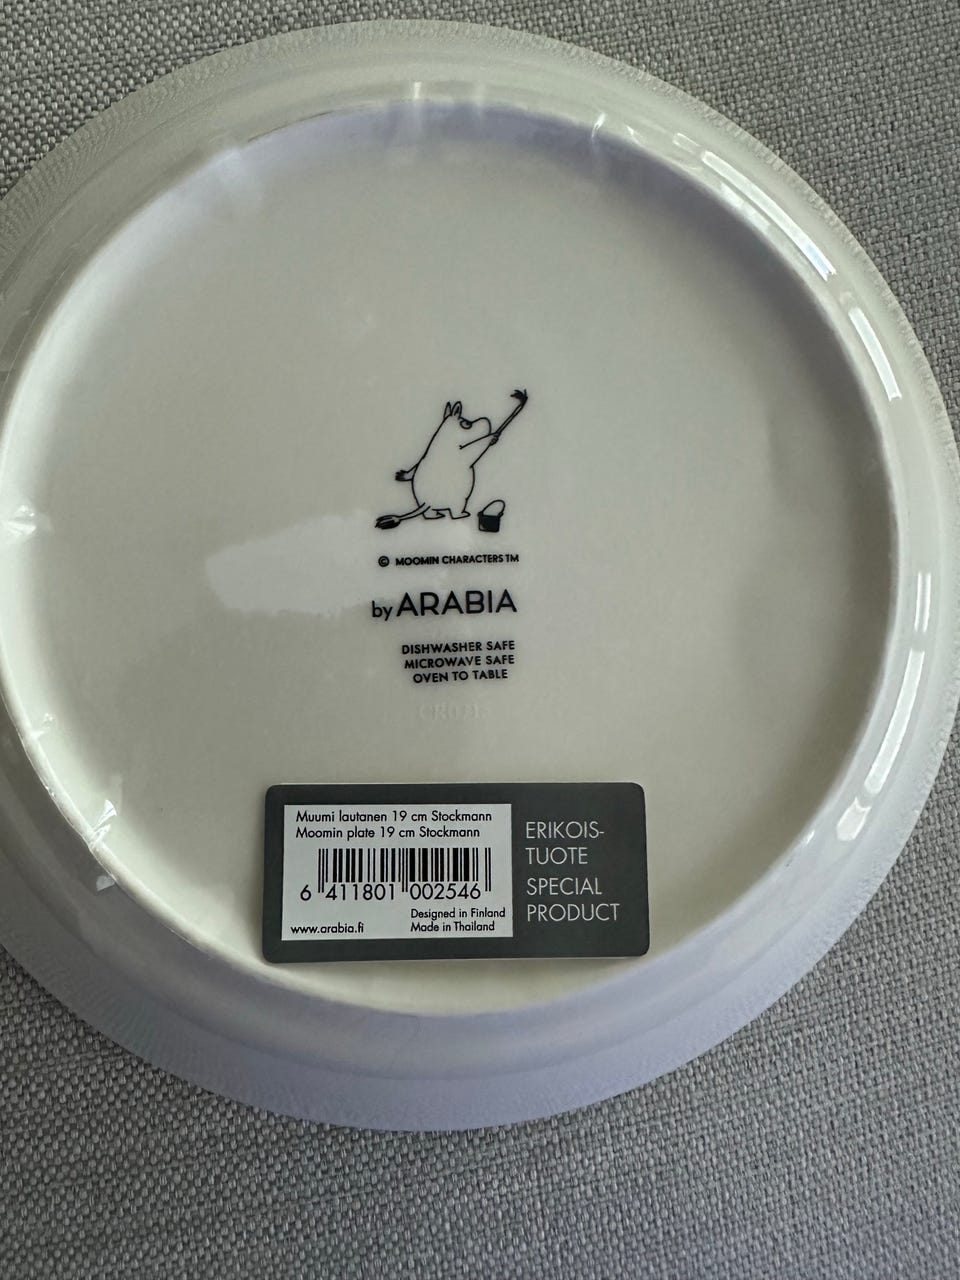 © MOOMIN CHARACTERS TM
by ARABIA
DISHWASHER SAFE
MICROWAVE SAFE
OVEN TO TABLE
Muumi lautanen 19 cm Stockmann
Moomin plate 19 cm Stockmann
6 411801 002546
www.arabia.fi
Designed in Finland
Made in Thailand
ERIKOIS-
TUOTE
SPECIAL
PRODUCT